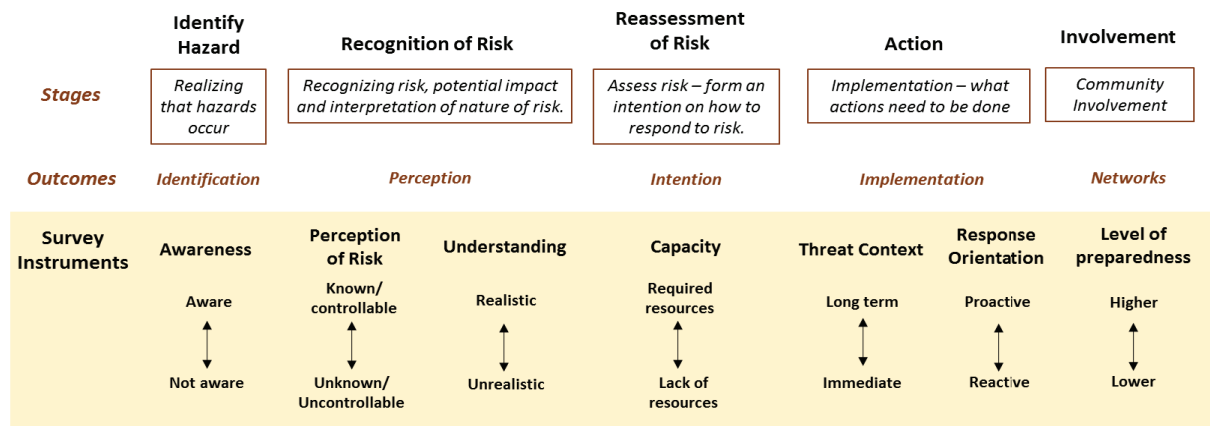 Identify
Hazard
Recognition of Risk
Reassessment
of Risk
Action
Involvement
Stages
Realizing
that hazards
occur
Recognizing risk, potential impact
and interpretation of nature of risk.
Assess risk – form an
intention on how to
respond to risk.
Implementation – what
actions need to be done
Community
Involvement
Outcomes
Identification
Perception
Intention
Implementation
Networks
Survey
Instruments
Awareness
Perception
of Risk
Understanding
Capacity
Threat Context
Response
Orientation
Level of
preparedness
Aware
Known/
controllable
Realistic
Required
resources
Long term
Proactive
Higher
Not aware
Unknown/
Uncontrollable
Unrealistic
Lack of
resources
Immediate
Reactive
Lower